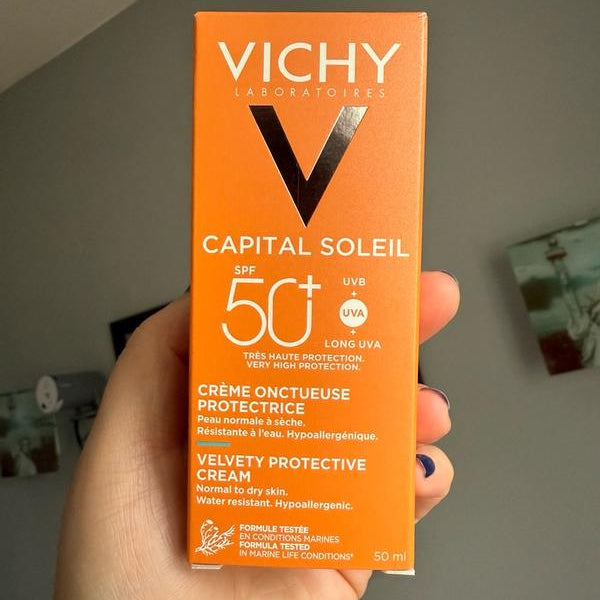 VICHY
LABORATOIRES
CAPITAL SOLEIL
SPF
50+
UVB
+
UVA
+
LONG UVA
TRÈS HAUTE PROTECTION.
VERY HIGH PROTECTION.
CRÈME ONCTUEUSE
PROTECTRICE
Peau normale à sèche.
Résistante à l'eau. Hypoallergénique.
VELVETY PROTECTIVE
CREAM
Normal to dry skin.
Water resistant. Hypoallergenic.
FORMULE TESTÉE
EN CONDITIONS MARINES
FORMULA TESTED
IN MARINE LIFE CONDITIONS*
50 ml